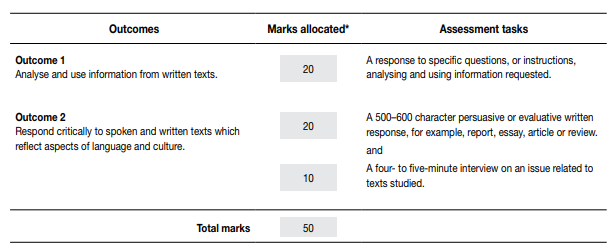 Outcomes Marks allocated* Assessment tasks
Outcome 1
Analyse and use information from written texts.
20
A response to specific questions, or instructions,
analysing and using information requested.
Outcome 2
Respond critically to spoken and written texts which
reflect aspects of language and culture.
20
A 500–600 character persuasive or evaluative written
response, for example, report, essay, article or review.
and
10
A four- to five-minute interview on an issue related to
texts studied.
Total marks 50